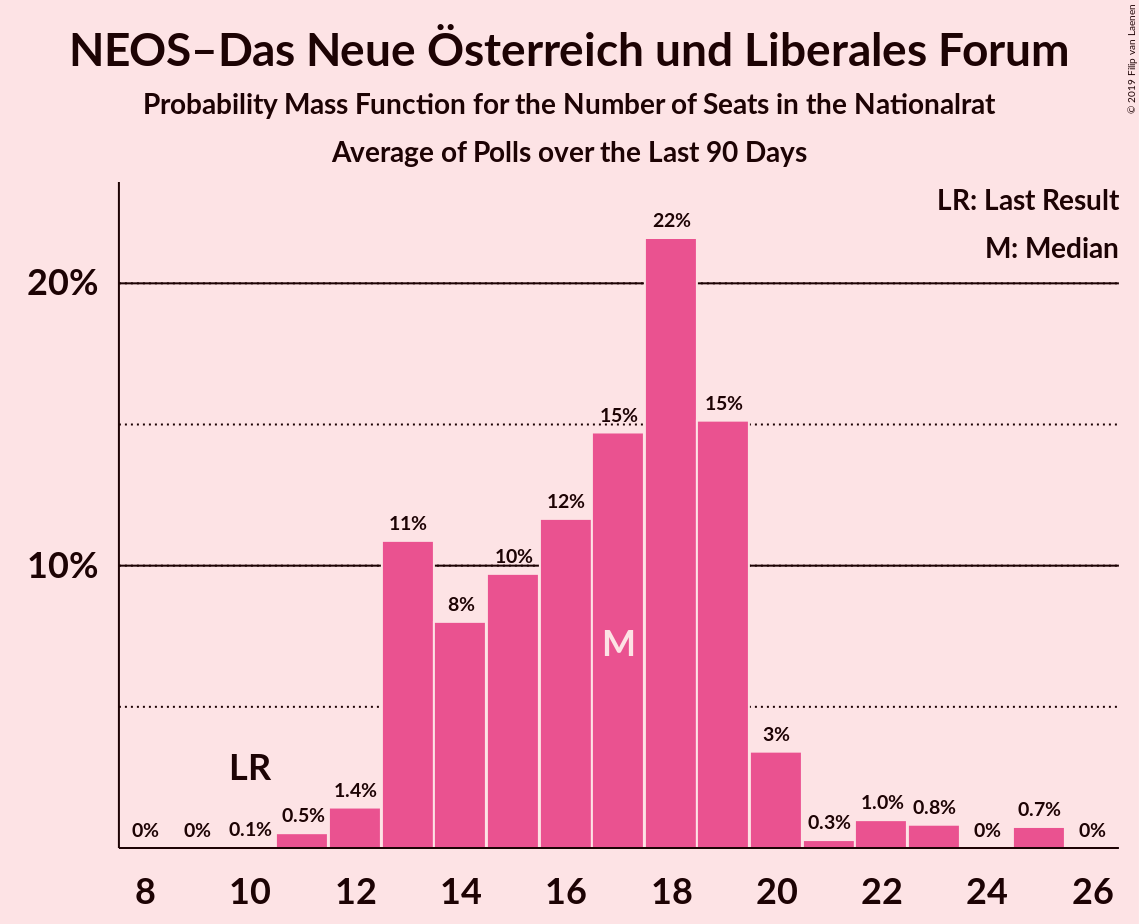 NEOS–Das Neue Österreich und Liberales Forum
Probability Mass Function for the Number of Seats in the Nationalrat
Average of Polls over the Last 90 Days
© 2019 Filip van Laenen
LR: Last Result
M: Median
20%
10%
0%
0%
0.1%
0.5%
1.4%
11%
8%
10%
12%
15%
22%
15%
3%
0.3%
1.0%
0.8%
0%
0.7%
0%
LR
M
8 10 12 14 16 18 20 22 24 26